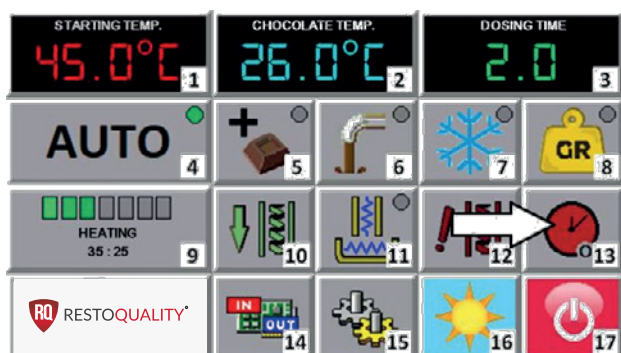 STARTING TEMP.
45.0°C
1
CHOCOLATE TEMP.
26.0°C
2
DOSING TIME
2.0
3
AUTO
4
5
6
7
GR
8
HEATING
35:25
9
10
11
12
13
RQ RESTOQUALITY
IN
OUT
14
15
16
17